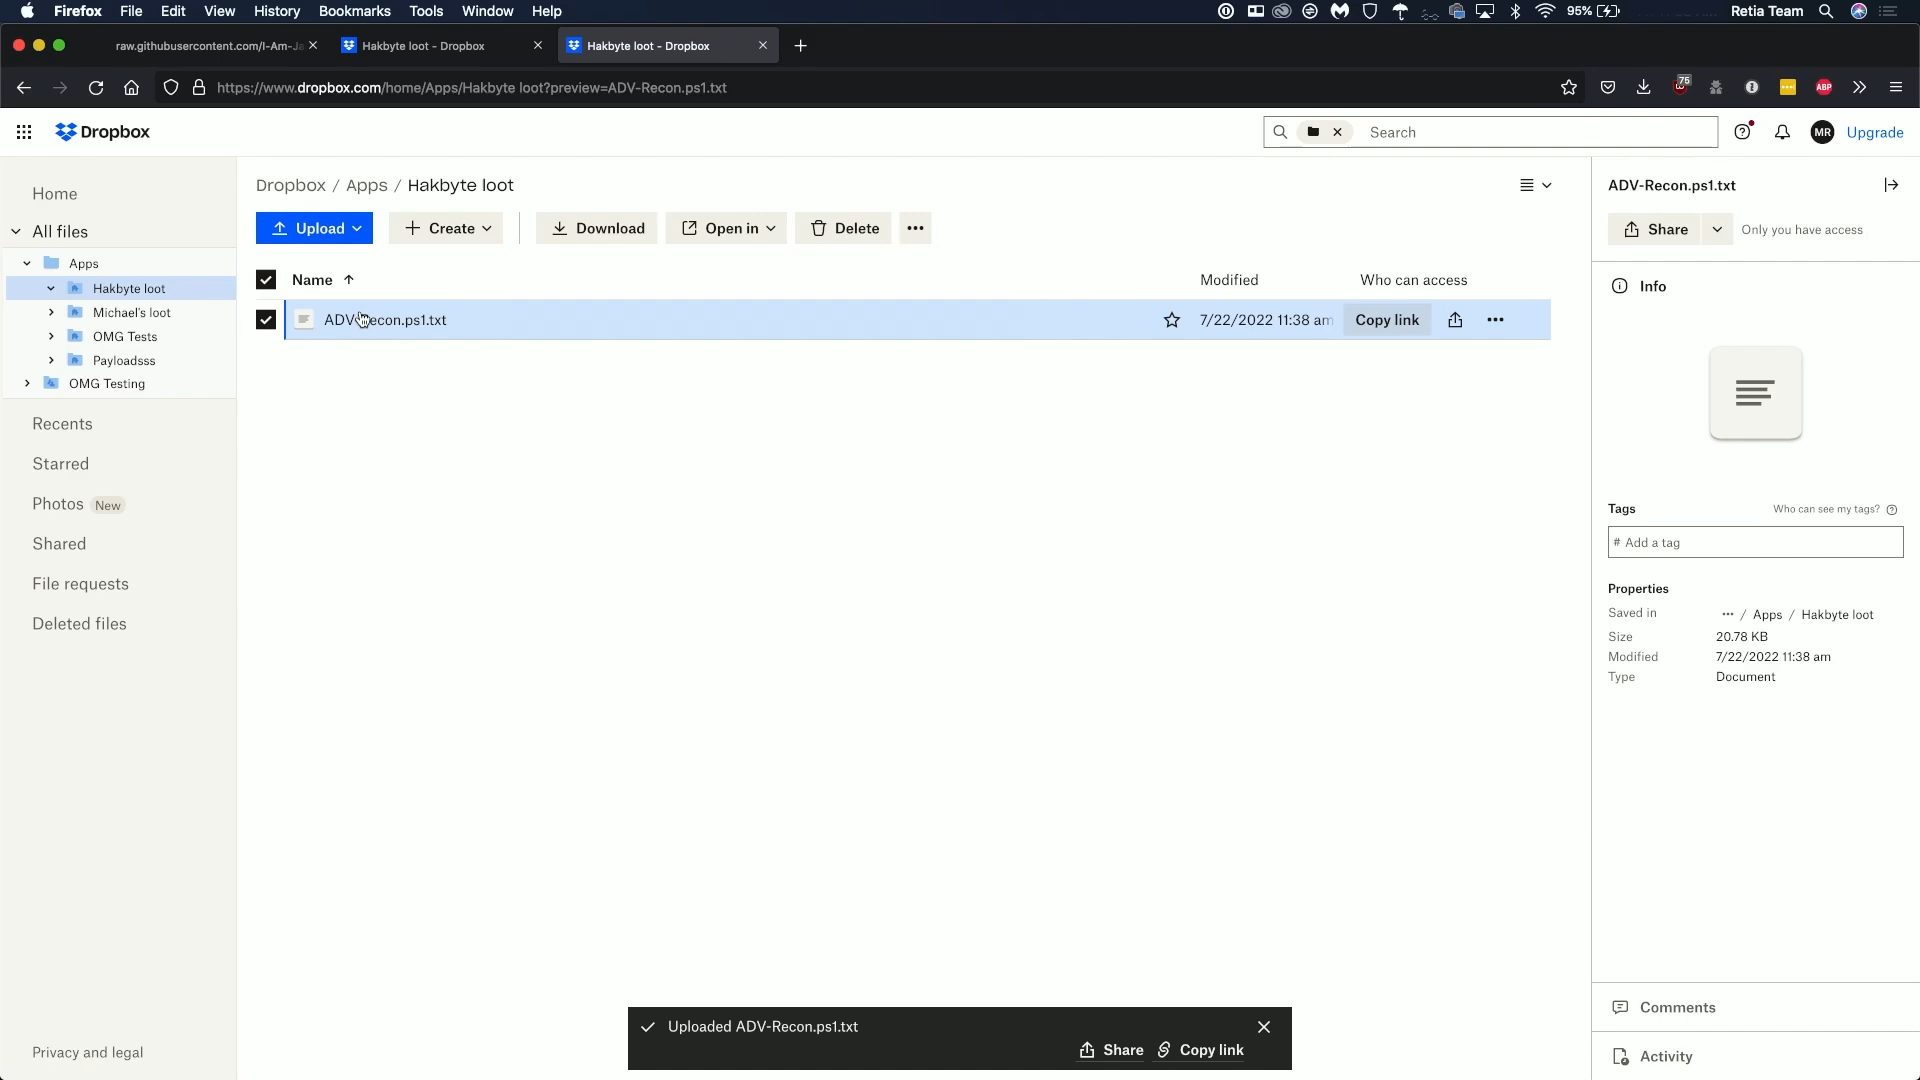 Firefox File Edit View History Bookmarks Tools Window Help 95% Retia Team
raw.githubusercontent.com/I-Am-Ja
Hakbyte loot - Dropbox
Hakbyte loot - Dropbox
https://www.dropbox.com/home/Apps/Hakbyte loot?preview=ADV-Recon.ps1.txt
75
ABP
Dropbox
Search
MR
Upgrade
Home
All files
Apps
Hakbyte loot
Michael's loot
OMG Tests
Payloadsss
OMG Testing
Recents
Starred
Photos New
Shared
File requests
Deleted files
Privacy and legal
Dropbox / Apps / Hakbyte loot
Upload Create Download Open in Delete
Name Modified Who can access
ADV-Recon.ps1.txt 7/22/2022 11:38 am Copy link
Uploaded ADV-Recon.ps1.txt
Share Copy link
ADV-Recon.ps1.txt
Share Only you have access
Info
Tags Who can see my tags?
# Add a tag
Properties
Saved in ··· / Apps / Hakbyte loot
Size 20.78 KB
Modified 7/22/2022 11:38 am
Type Document
Comments
Activity